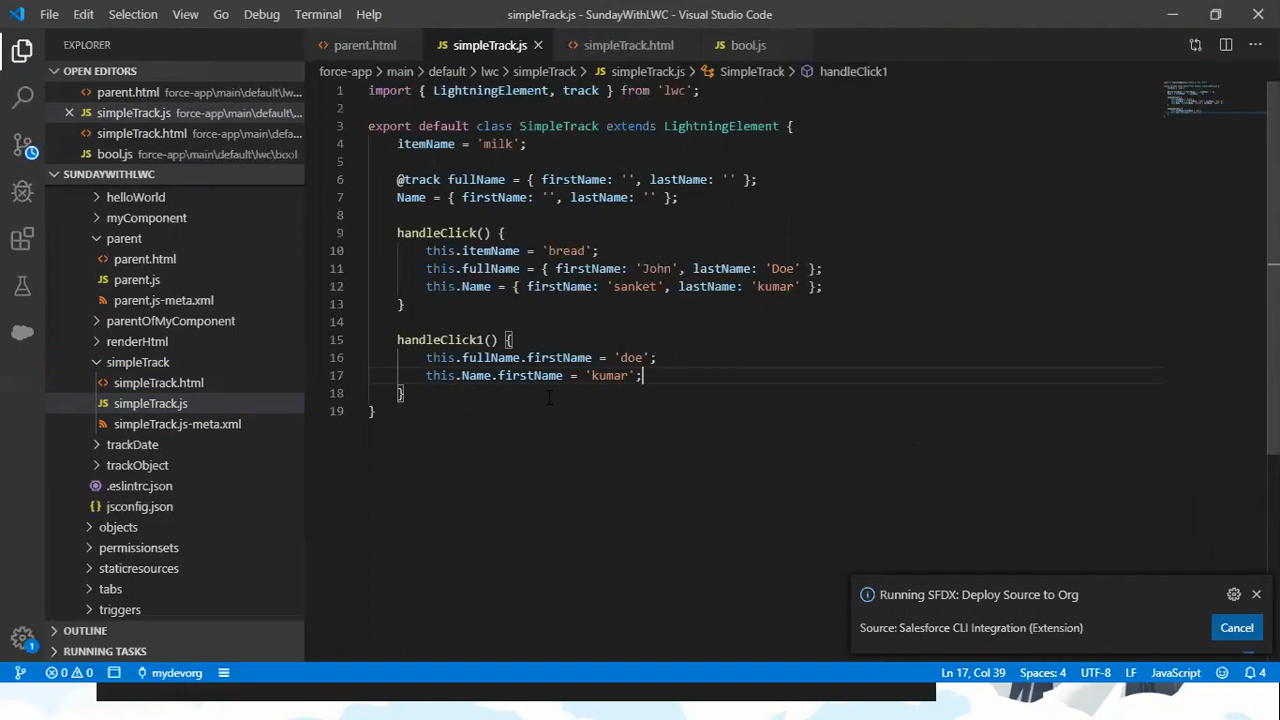 File Edit Selection View Go Debug Terminal Help simpleTrack.js - SundayWithLWC - Visual Studio Code
EXPLORER
OPEN EDITORS
parent.html force-app\main\default\lw...
simpleTrack.js force-app\main\default\...
simpleTrack.html force-app\main\defa...
bool.js force-app\main\default\lwc\bool
SUNDAYWITHLWC
helloWorld
myComponent
parent
parent.html
parent.js
parent.js-meta.xml
parentOfMyComponent
renderHtml
simpleTrack
simpleTrack.html
simpleTrack.js
simpleTrack.js-meta.xml
trackDate
trackObject
.eslintrc.json
jsconfig.json
objects
permissionsets
staticresources
tabs
triggers
OUTLINE
RUNNING TASKS
parent.html simpleTrack.js simpleTrack.html bool.js
force-app > main > default > lwc > simpleTrack > simpleTrack.js > SimpleTrack > handleClick1
1 import { LightningElement, track } from 'lwc';
2
3 export default class SimpleTrack extends LightningElement {
4 itemName = 'milk';
5
6 @track fullName = { firstName: '', lastName: '' };
7 Name = { firstName: '', lastName: '' };
8
9 handleClick() {
10 this.itemName = 'bread';
11 this.fullName = { firstName: 'John', lastName: 'Doe' };
12 this.Name = { firstName: 'sanket', lastName: 'kumar' };
13 }
14
15 handleClick1() {
16 this.fullName.firstName = 'doe';
17 this.Name.firstName = 'kumar';
18 }
19 }
Running SFDX: Deploy Source to Org
Source: Salesforce CLI Integration (Extension)
Cancel
1
0 0 mydevorg Ln 17, Col 39 Spaces: 4 UTF-8 LF JavaScript 4